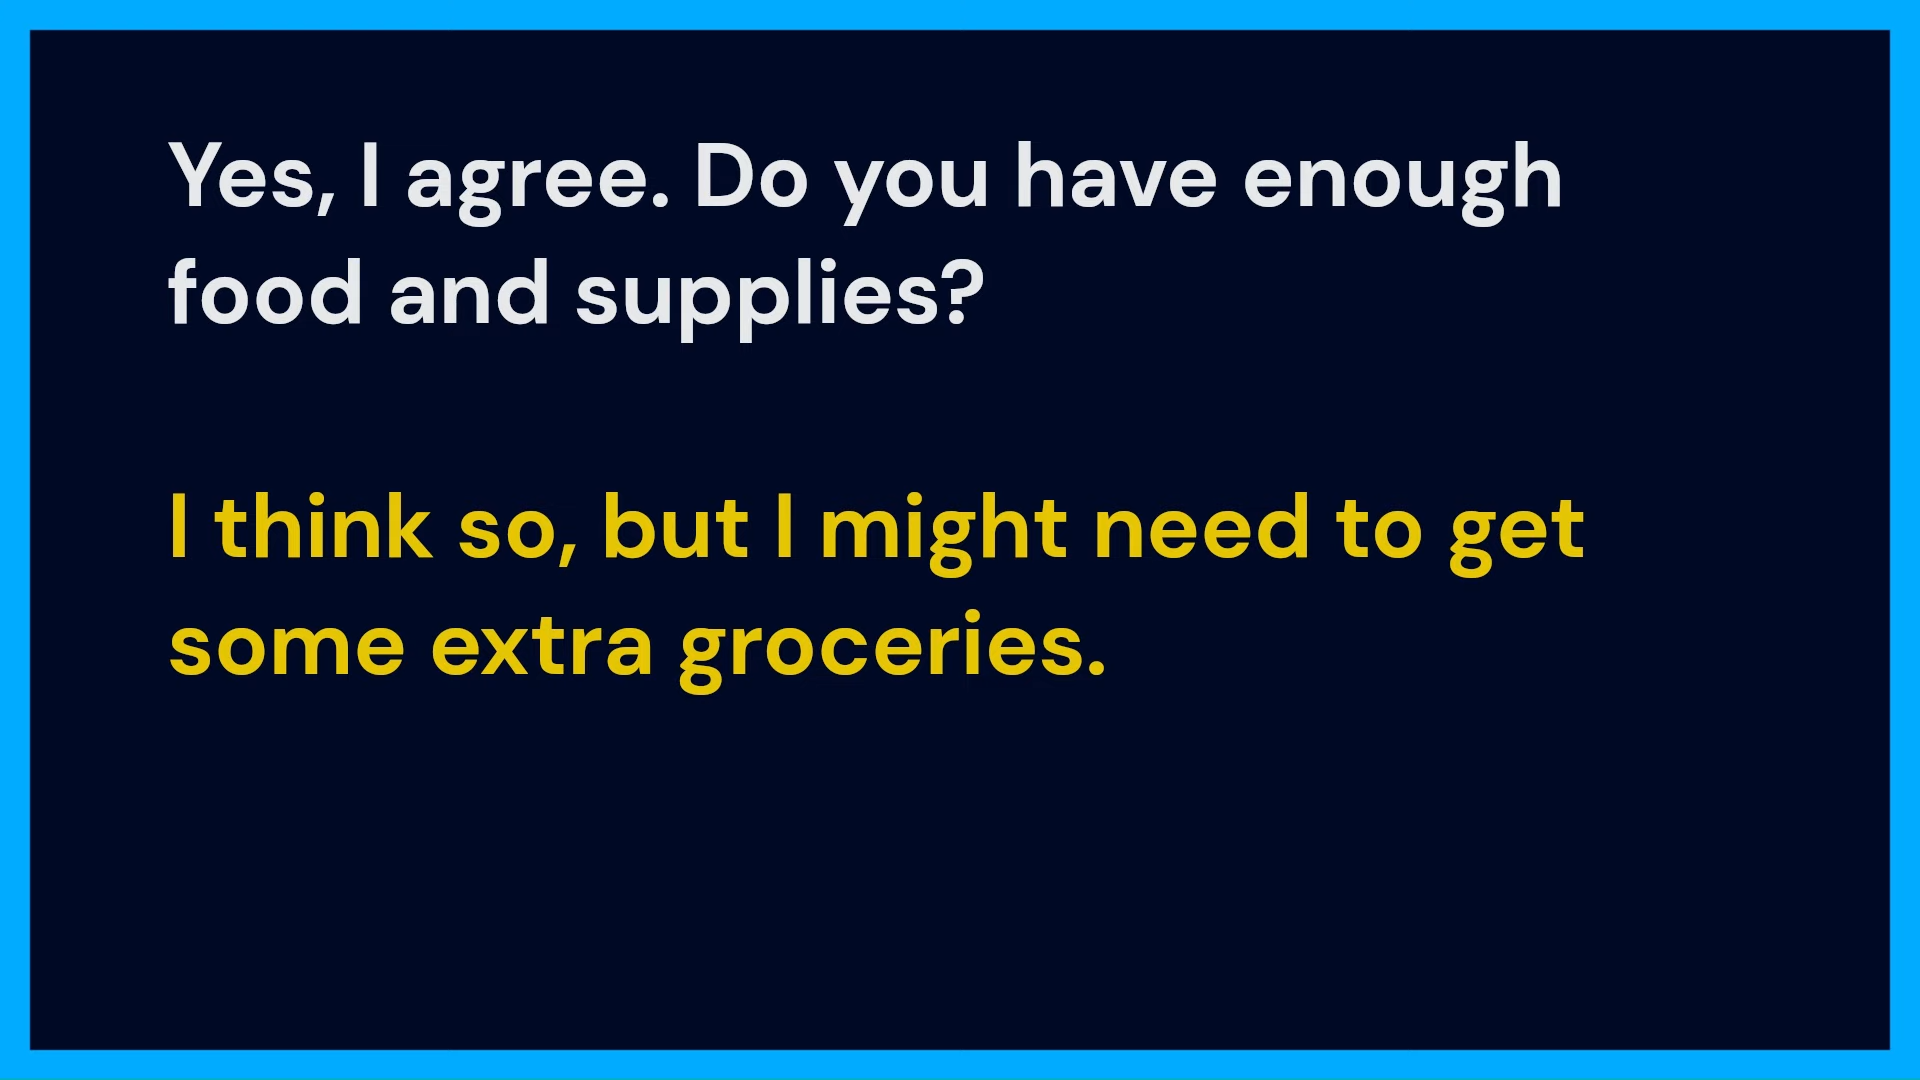 Yes, I agree. Do you have enough
food and supplies?
I think so, but I might need to get
some extra groceries.